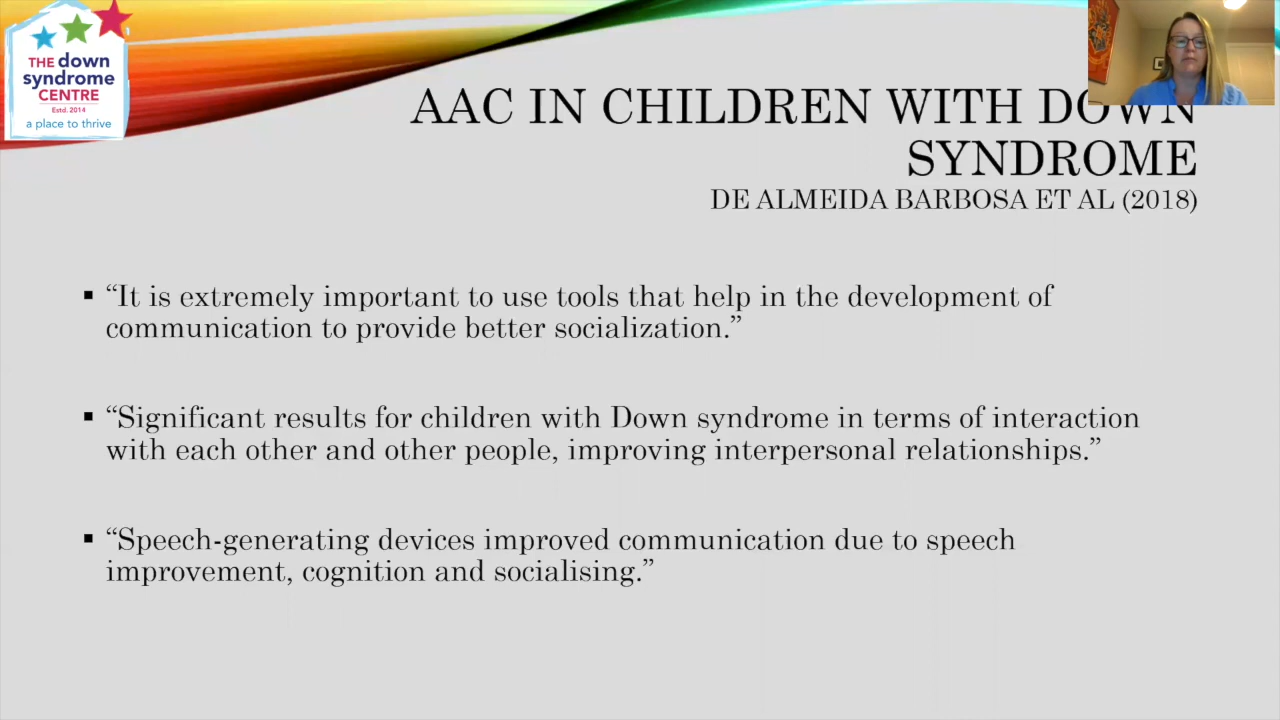 THE down
syndrome
CENTRE
Estd. 2014
a place to thrive
AAC IN CHILDREN WITH DOWN
SYNDROME
DE ALMEIDA BARBOSA ET AL (2018)
▪ “It is extremely important to use tools that help in the development of
communication to provide better socialization.”
▪ “Significant results for children with Down syndrome in terms of interaction
with each other and other people, improving interpersonal relationships.”
▪ “Speech-generating devices improved communication due to speech
improvement, cognition and socialising.”